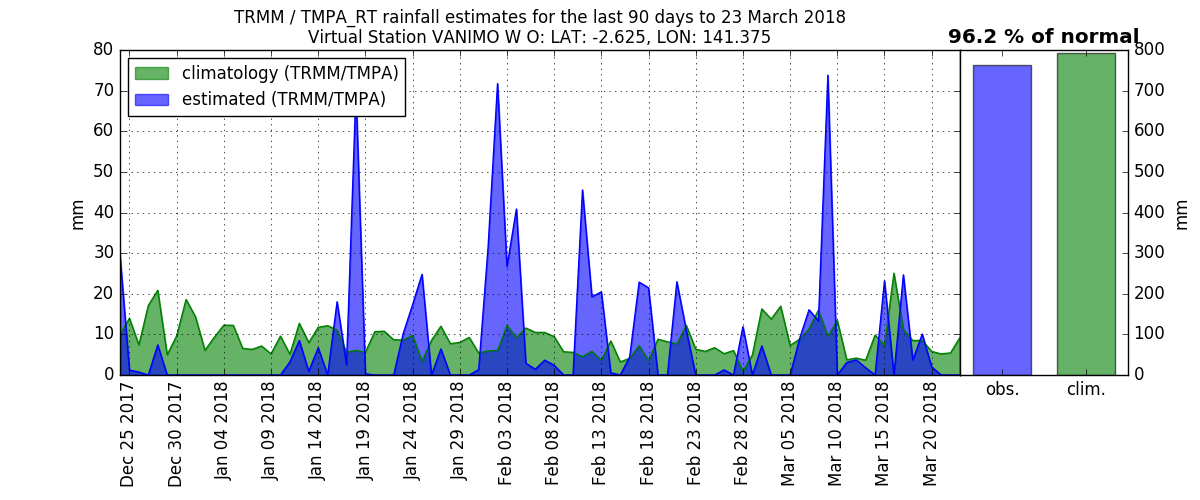 TRMM / TMPA_RT rainfall estimates for the last 90 days to 23 March 2018
Virtual Station VANIMO W O: LAT: -2.625, LON: 141.375
96.2 % of normal
climatology (TRMM/TMPA)
estimated (TRMM/TMPA)
mm
80
70
60
50
40
30
20
10
0
Dec 25 2017
Dec 30 2017
Jan 04 2018
Jan 09 2018
Jan 14 2018
Jan 19 2018
Jan 24 2018
Jan 29 2018
Feb 03 2018
Feb 08 2018
Feb 13 2018
Feb 18 2018
Feb 23 2018
Feb 28 2018
Mar 05 2018
Mar 10 2018
Mar 15 2018
Mar 20 2018
obs.
clim.
800
700
600
500
400
300
200
100
0
mm